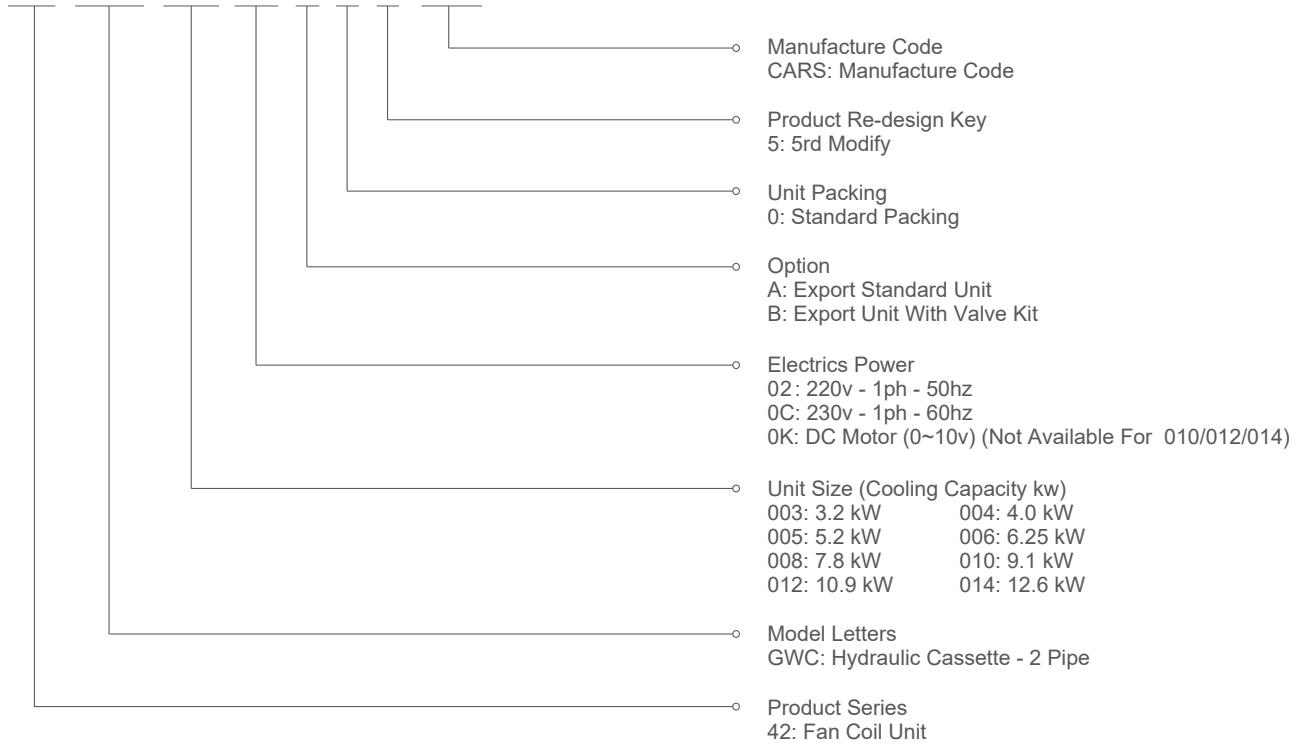 Manufacture Code
CARS: Manufacture Code
Product Re-design Key
5: 5rd Modify
Unit Packing
0: Standard Packing
Option
A: Export Standard Unit
B: Export Unit With Valve Kit
Electrics Power
02: 220v - 1ph - 50hz
0C: 230v - 1ph - 60hz
0K: DC Motor (0~10v) (Not Available For 010/012/014)
Unit Size (Cooling Capacity kw)
003: 3.2 kW 004: 4.0 kW
005: 5.2 kW 006: 6.25 kW
008: 7.8 kW 010: 9.1 kW
012: 10.9 kW 014: 12.6 kW
Model Letters
GWC: Hydraulic Cassette - 2 Pipe
Product Series
42: Fan Coil Unit